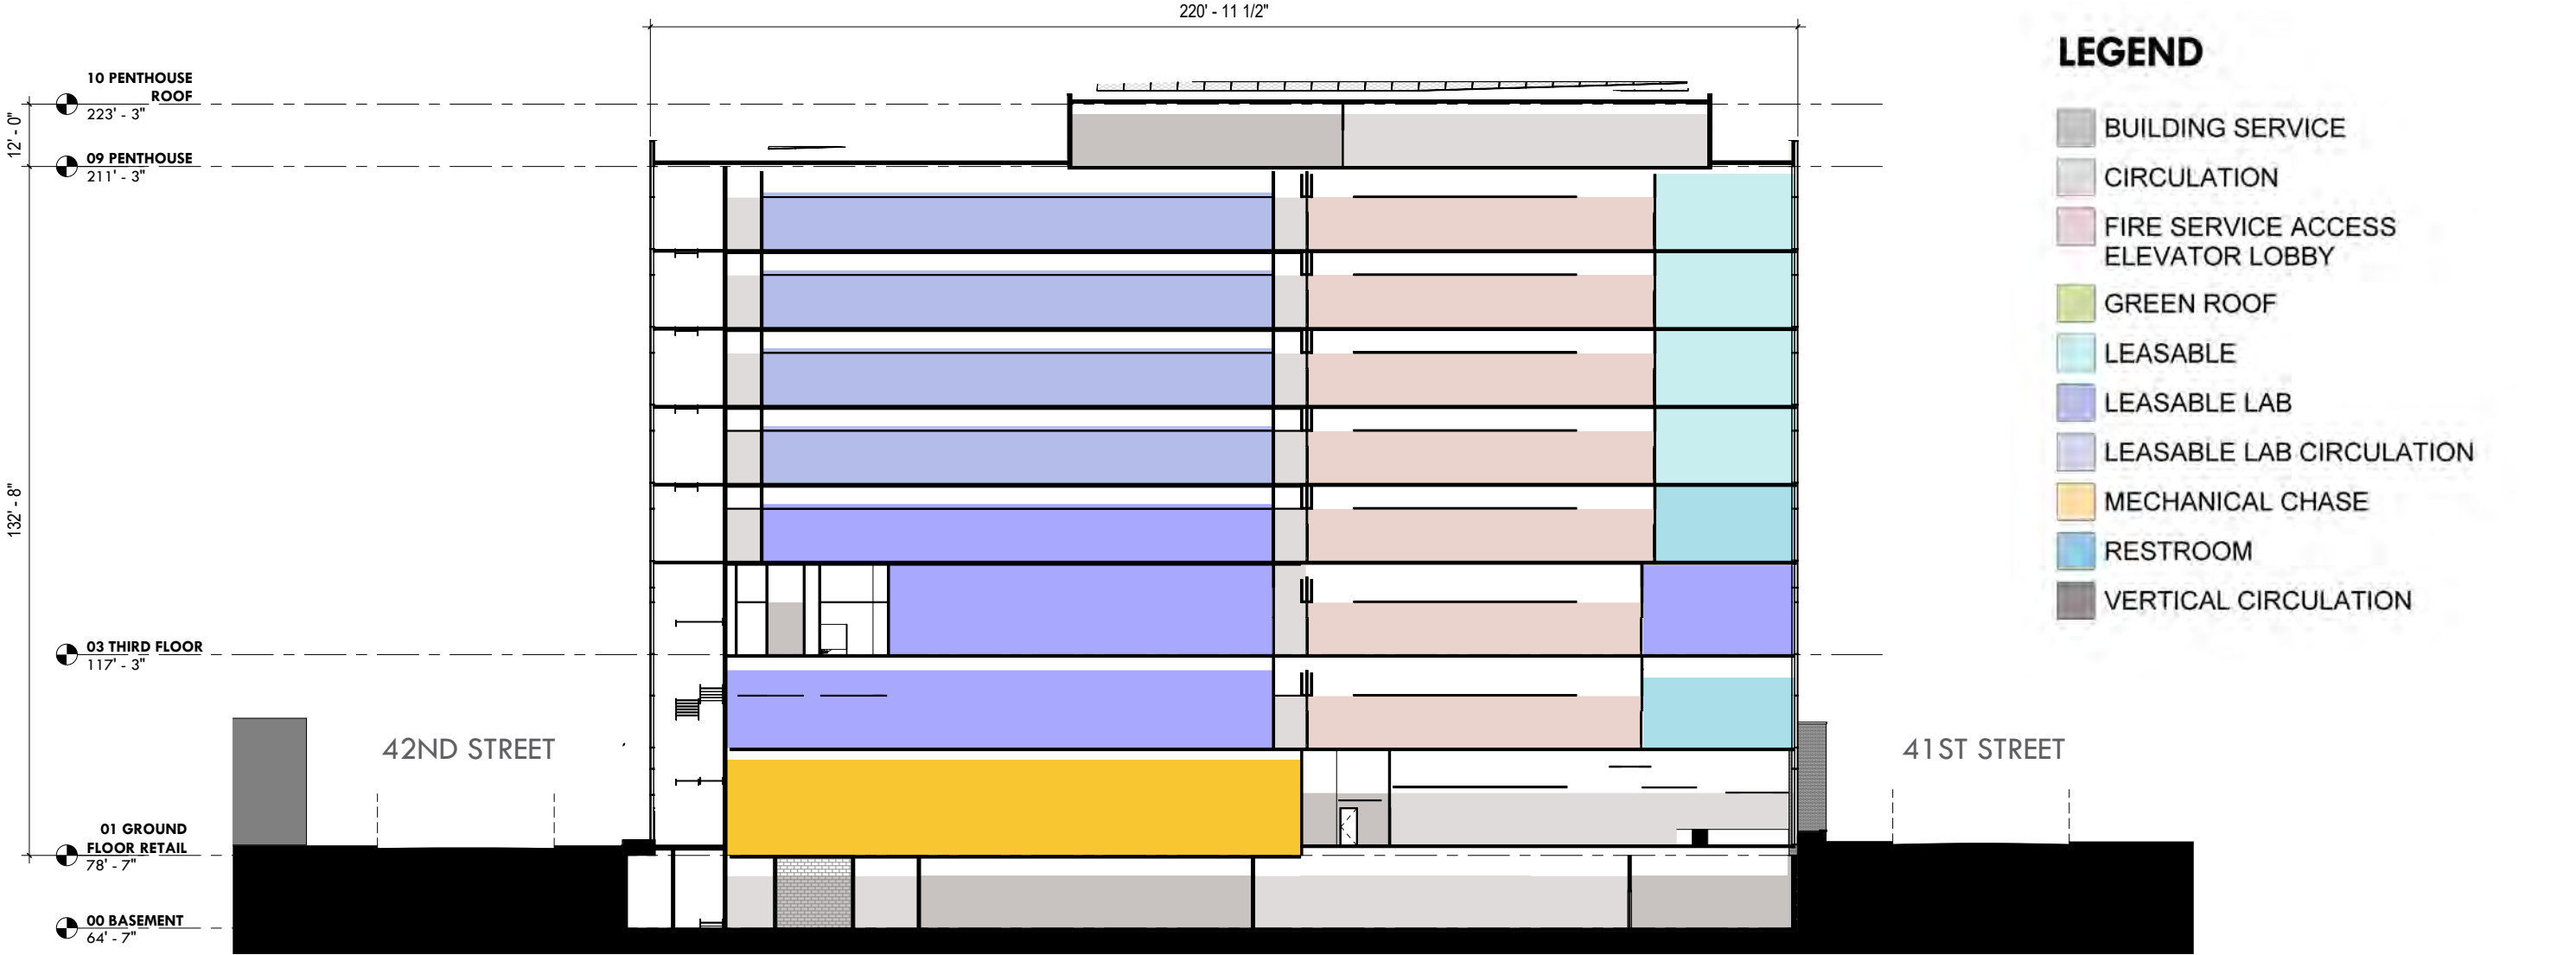 220' - 11 1/2"
10 PENTHOUSE
ROOF
223' - 3"
12' - 0"
09 PENTHOUSE
211' - 3"
132' - 8"
03 THIRD FLOOR
117' - 3"
42ND STREET
41ST STREET
01 GROUND
FLOOR RETAIL
78' - 7"
00 BASEMENT
64' - 7"
LEGEND
BUILDING SERVICE
CIRCULATION
FIRE SERVICE ACCESS
ELEVATOR LOBBY
GREEN ROOF
LEASABLE
LEASABLE LAB
LEASABLE LAB CIRCULATION
MECHANICAL CHASE
RESTROOM
VERTICAL CIRCULATION